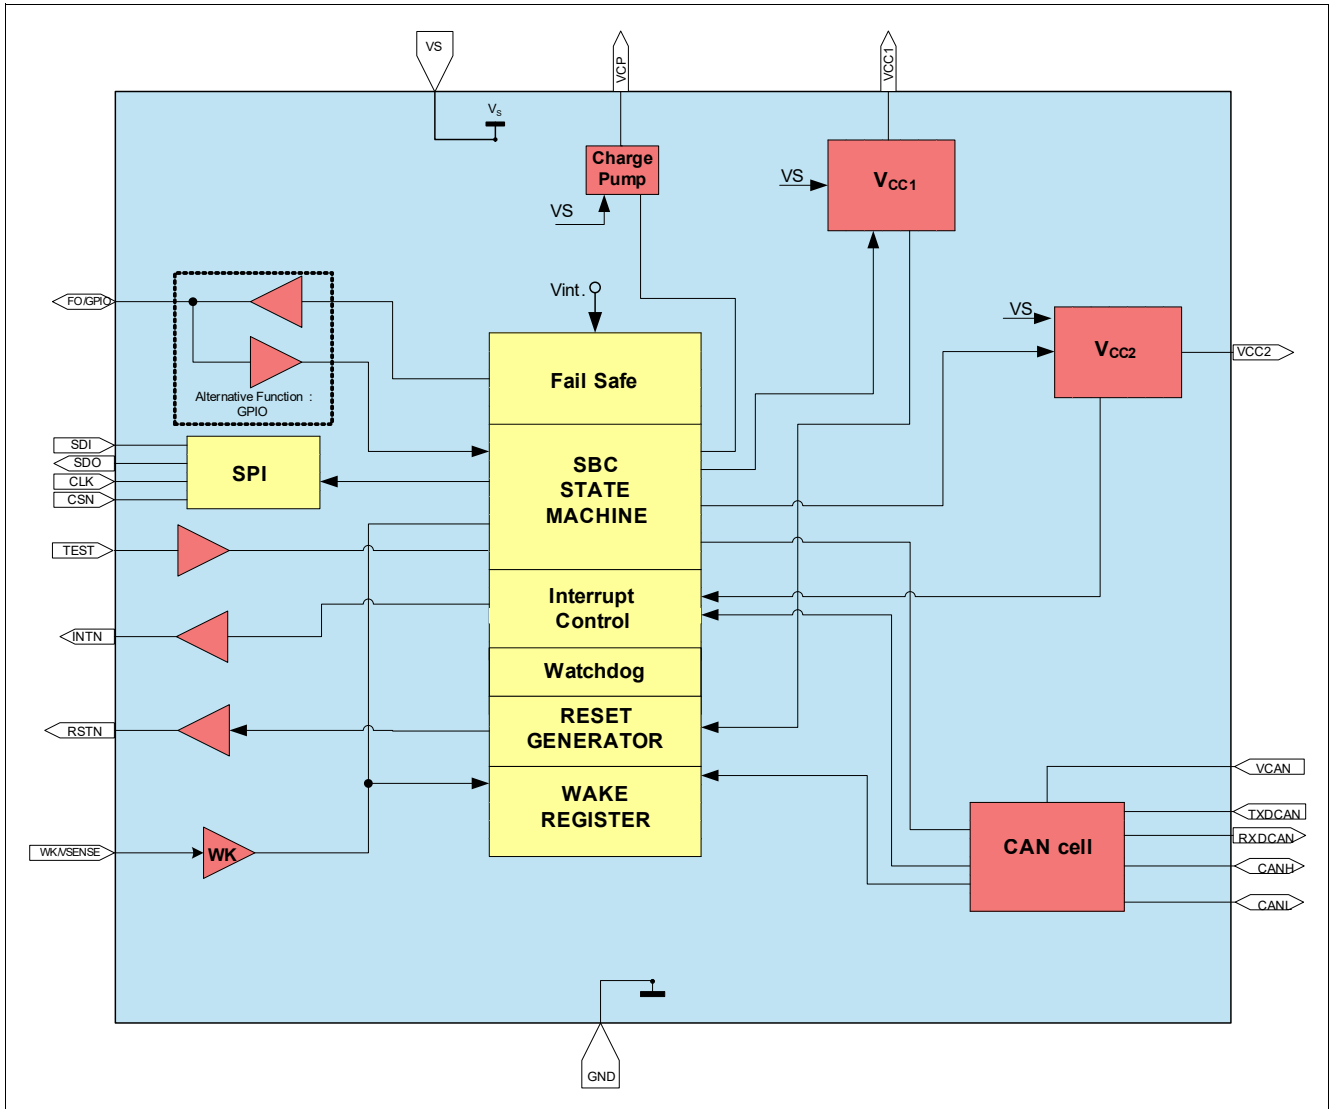 VS
VCP
VCC1
VS
Charge
Pump
VS
VS
VCC1
Vint.
FO/GPIO
Alternative Function :
GPIO
Fail Safe
VS
VCC2
VCC2
SDI
SDO
CLK
CSN
SPI
SBC
STATE
MACHINE
TEST
Interrupt
Control
INTN
Watchdog
RSTN
RESET
GENERATOR
WAKE
REGISTER
WK/VSENSE
WK
VCAN
TXDCAN
RXDCAN
CANH
CANL
CAN cell
GND